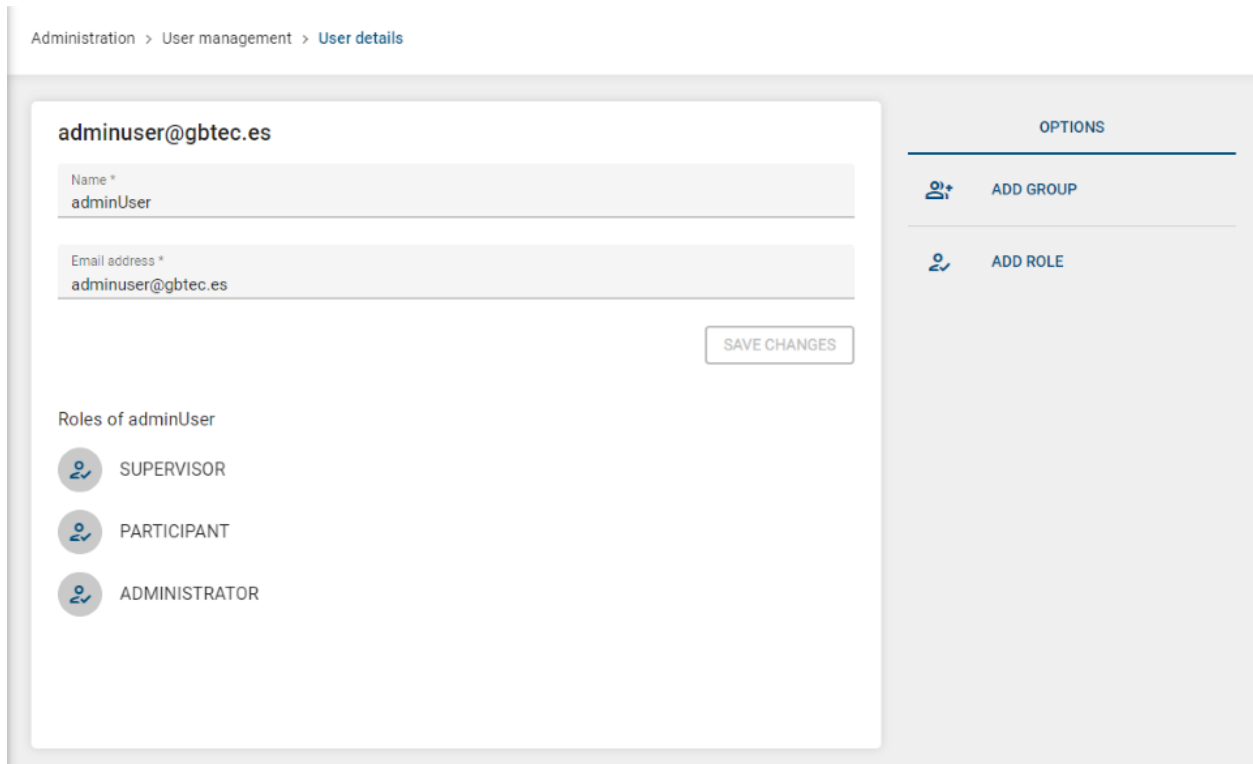 Administration > User management > User details
adminuser@gbtec.es
Name *
adminUser
Email address *
adminuser@gbtec.es
SAVE CHANGES
Roles of adminUser
SUPERVISOR
PARTICIPANT
ADMINISTRATOR
OPTIONS
ADD GROUP
ADD ROLE